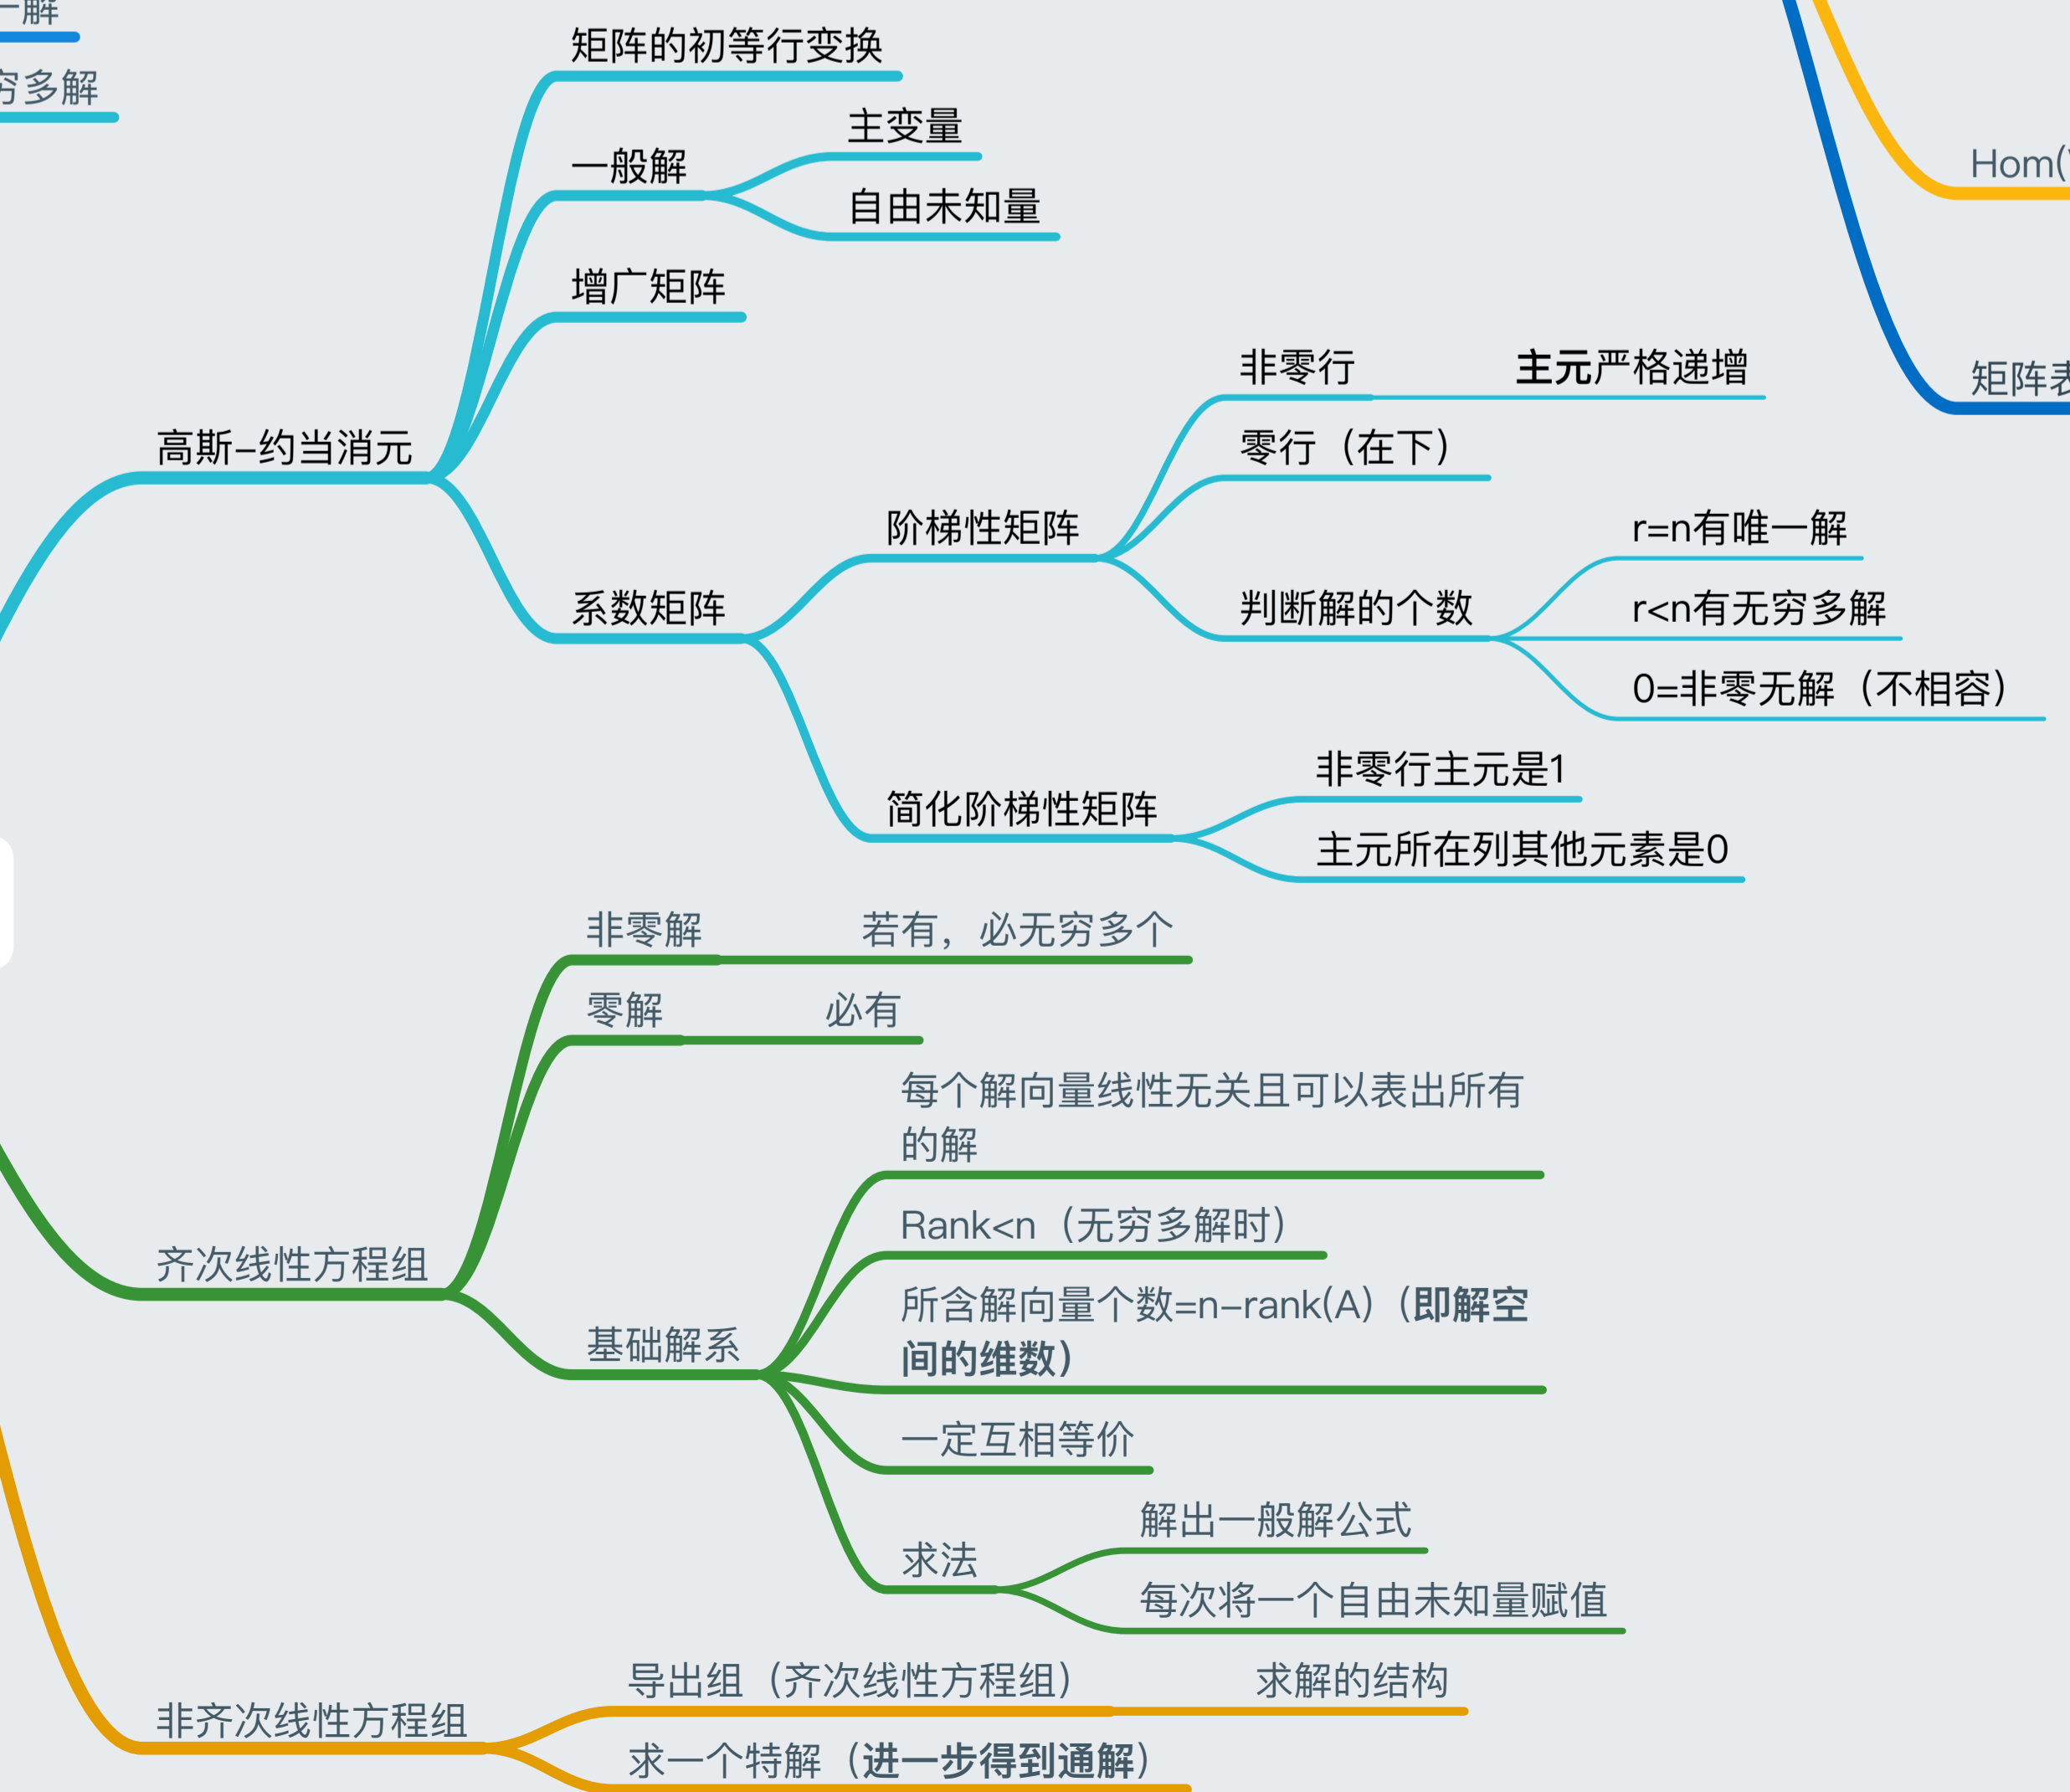 一解
穷多解
矩阵的初等行变换
一般解
主变量
自由未知量
增广矩阵
高斯-约当消元
系数矩阵
阶梯性矩阵
非零行
主元严格递增
零行（在下）
判断解的个数
r=n有唯一解
r<n有无穷多解
0=非零无解（不相容）
简化阶梯性矩阵
非零行主元是1
主元所在列其他元素是0
Hom(
矩阵表
齐次线性方程组
非零解
若有，必无穷多个
零解
必有
基础解系
每个解向量线性无关且可以表出所有
的解
Rank<n（无穷多解时）
所含解向量个数=n-rank(A)（即解空
间的维数）
一定互相等价
求法
解出一般解公式
每次将一个自由未知量赋值
非齐次线性方程组
导出组（齐次线性方程组）
求解的结构
求一个特解（进一步得到通解）